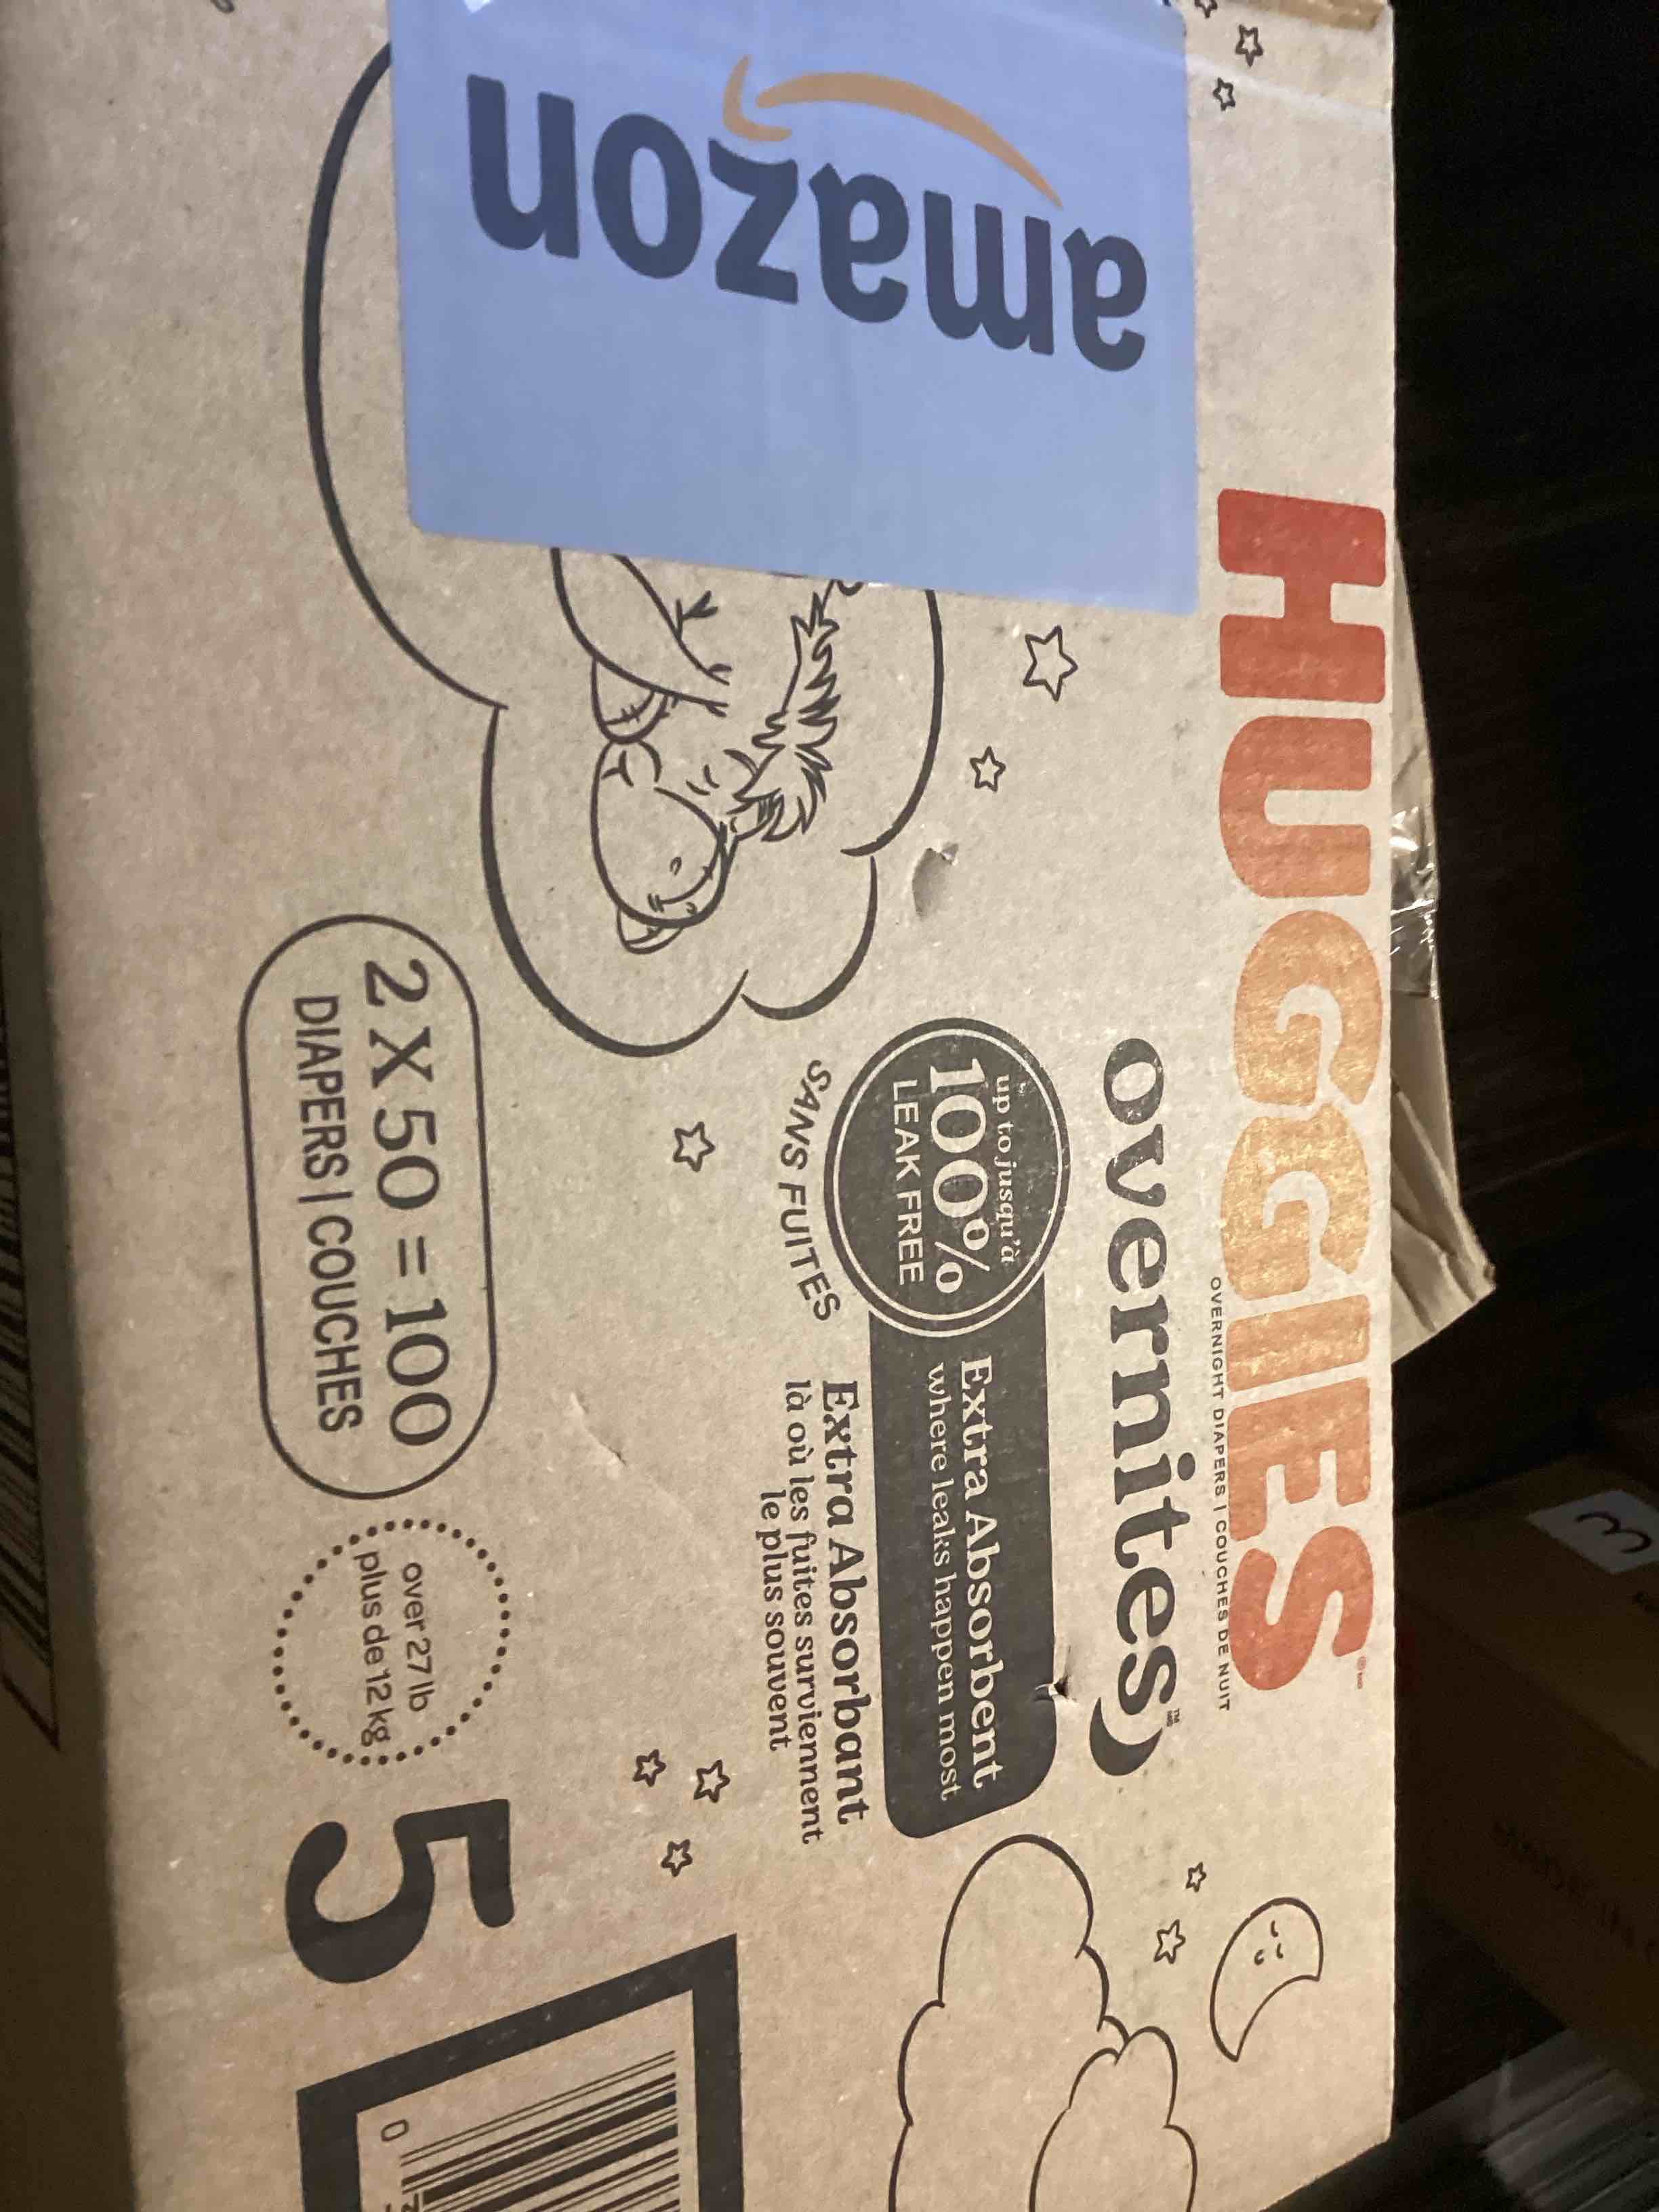 amazon
HUGGIES®
OVERNIGHT DIAPERS | COUCHES DE NUIT
overnites
up to jusqu'à
100%
LEAK FREE
SANS FUITES
Extra Absorbent
where leaks happen most
Extra Absorbant
là où les fuites surviennent
le plus souvent
2 X 50 = 100
DIAPERS | COUCHES
over 27 lb
plus de 12 kg
5
0
3